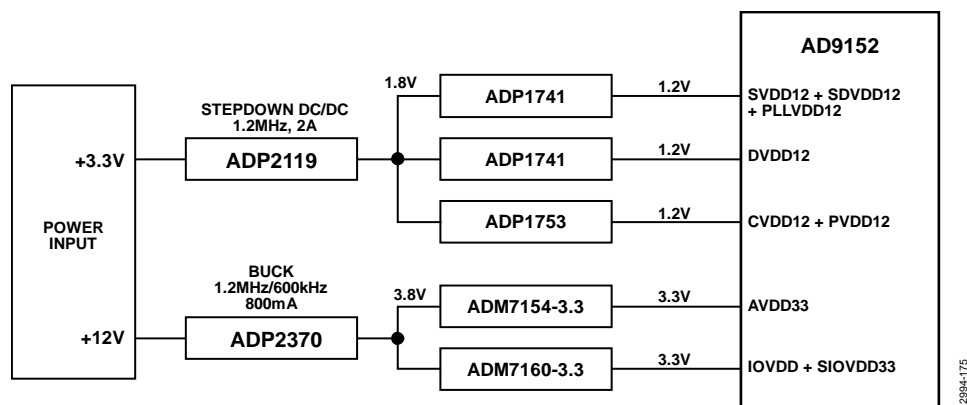 AD9152
POWER
INPUT
+3.3V
+12V
STEPDOWN DC/DC
1.2MHz, 2A
ADP2119
1.8V
ADP1741
1.2V
SVDD12 + SDVDD12
+ PLLVDD12
ADP1741
1.2V
DVDD12
ADP1753
1.2V
CVDD12 + PVDD12
BUCK
1.2MHz/600kHz
800mA
ADP2370
3.8V
ADM7154-3.3
3.3V
AVDD33
ADM7160-3.3
3.3V
IOVDD + SIOVDD33
2994-175